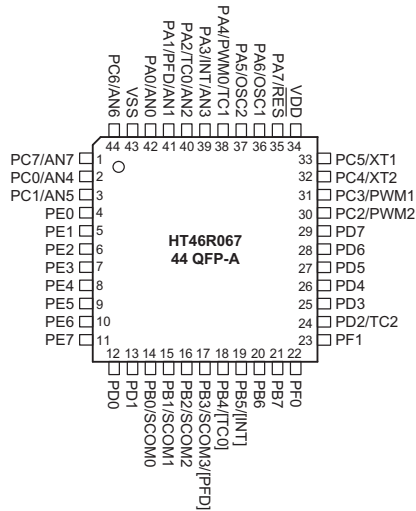 PC6/AN6
VSS
PA0/AN0
PA1/PFD/AN1
PA2/TC0/AN2
PA3/INT/AN3
PA4/PWM0/TC1
PA5/OSC2
PA6/OSC1
PA7/RES
VDD
44 43 42 41 40 39 38 37 36 35 34
PC7/AN7 1
PC0/AN4 2
PC1/AN5 3
PE0 4
PE1 5
PE2 6
PE3 7
PE4 8
PE5 9
PE6 10
PE7 11
HT46R067
44 QFP-A
33 PC5/XT1
32 PC4/XT2
31 PC3/PWM1
30 PC2/PWM2
29 PD7
28 PD6
27 PD5
26 PD4
25 PD3
24 PD2/TC2
23 PF1
12 13 14 15 16 17 18 19 20 21 22
PD0
PD1
PB0/SCOM0
PB1/SCOM1
PB2/SCOM2
PB3/SCOM3/[PFD]
PB4/[TC0]
PB5/[INT]
PB6
PB7
PF0